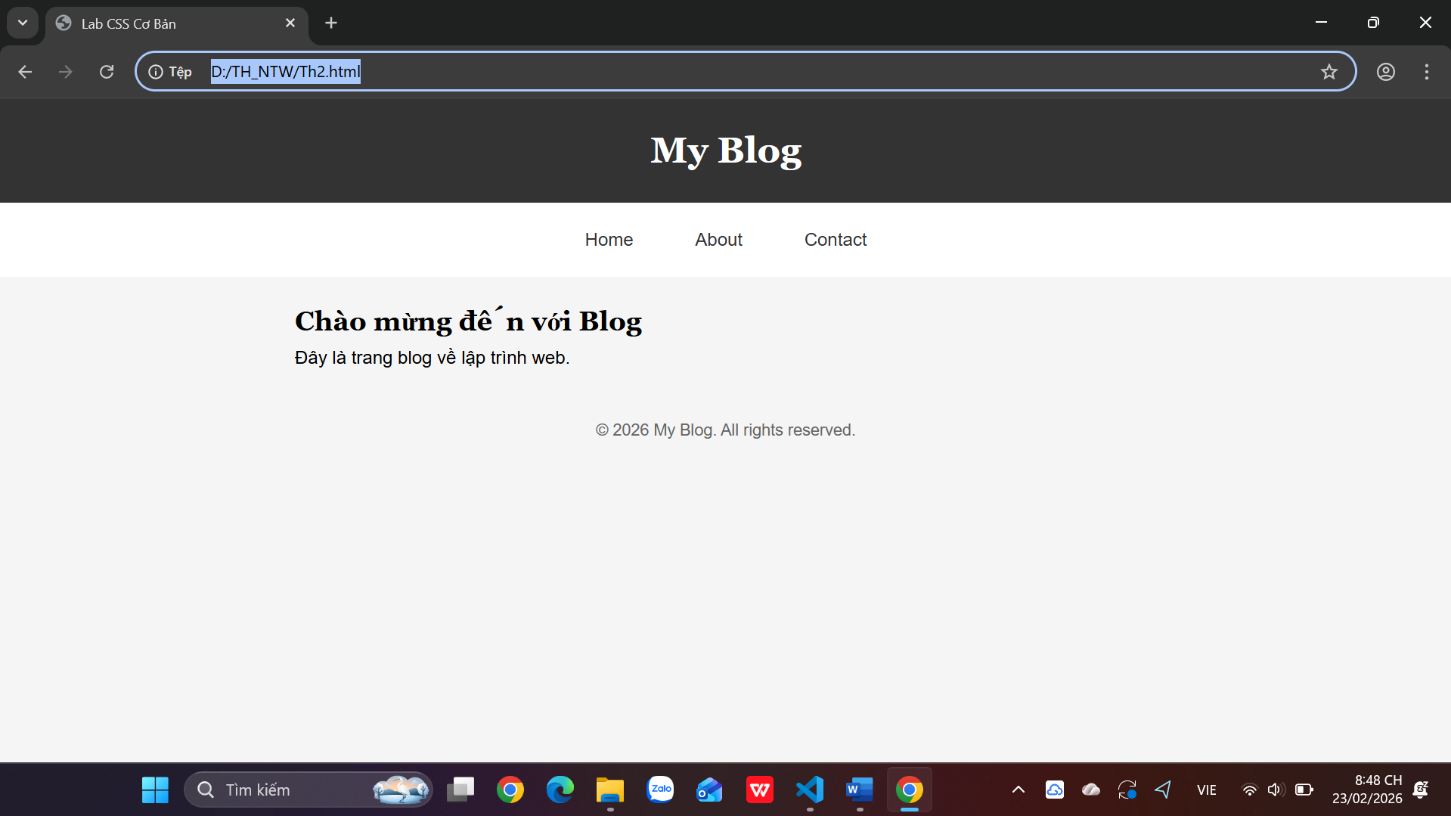 Lab CSS Cơ Bản
Tệp D:/TH_NTW/Th2.html
My Blog
Home About Contact
Chào mừng đến với Blog
Đây là trang blog về lập trình web.
© 2026 My Blog. All rights reserved.
Tìm kiếm
Zalo
W
W
VIE
8:48 CH
23/02/2026